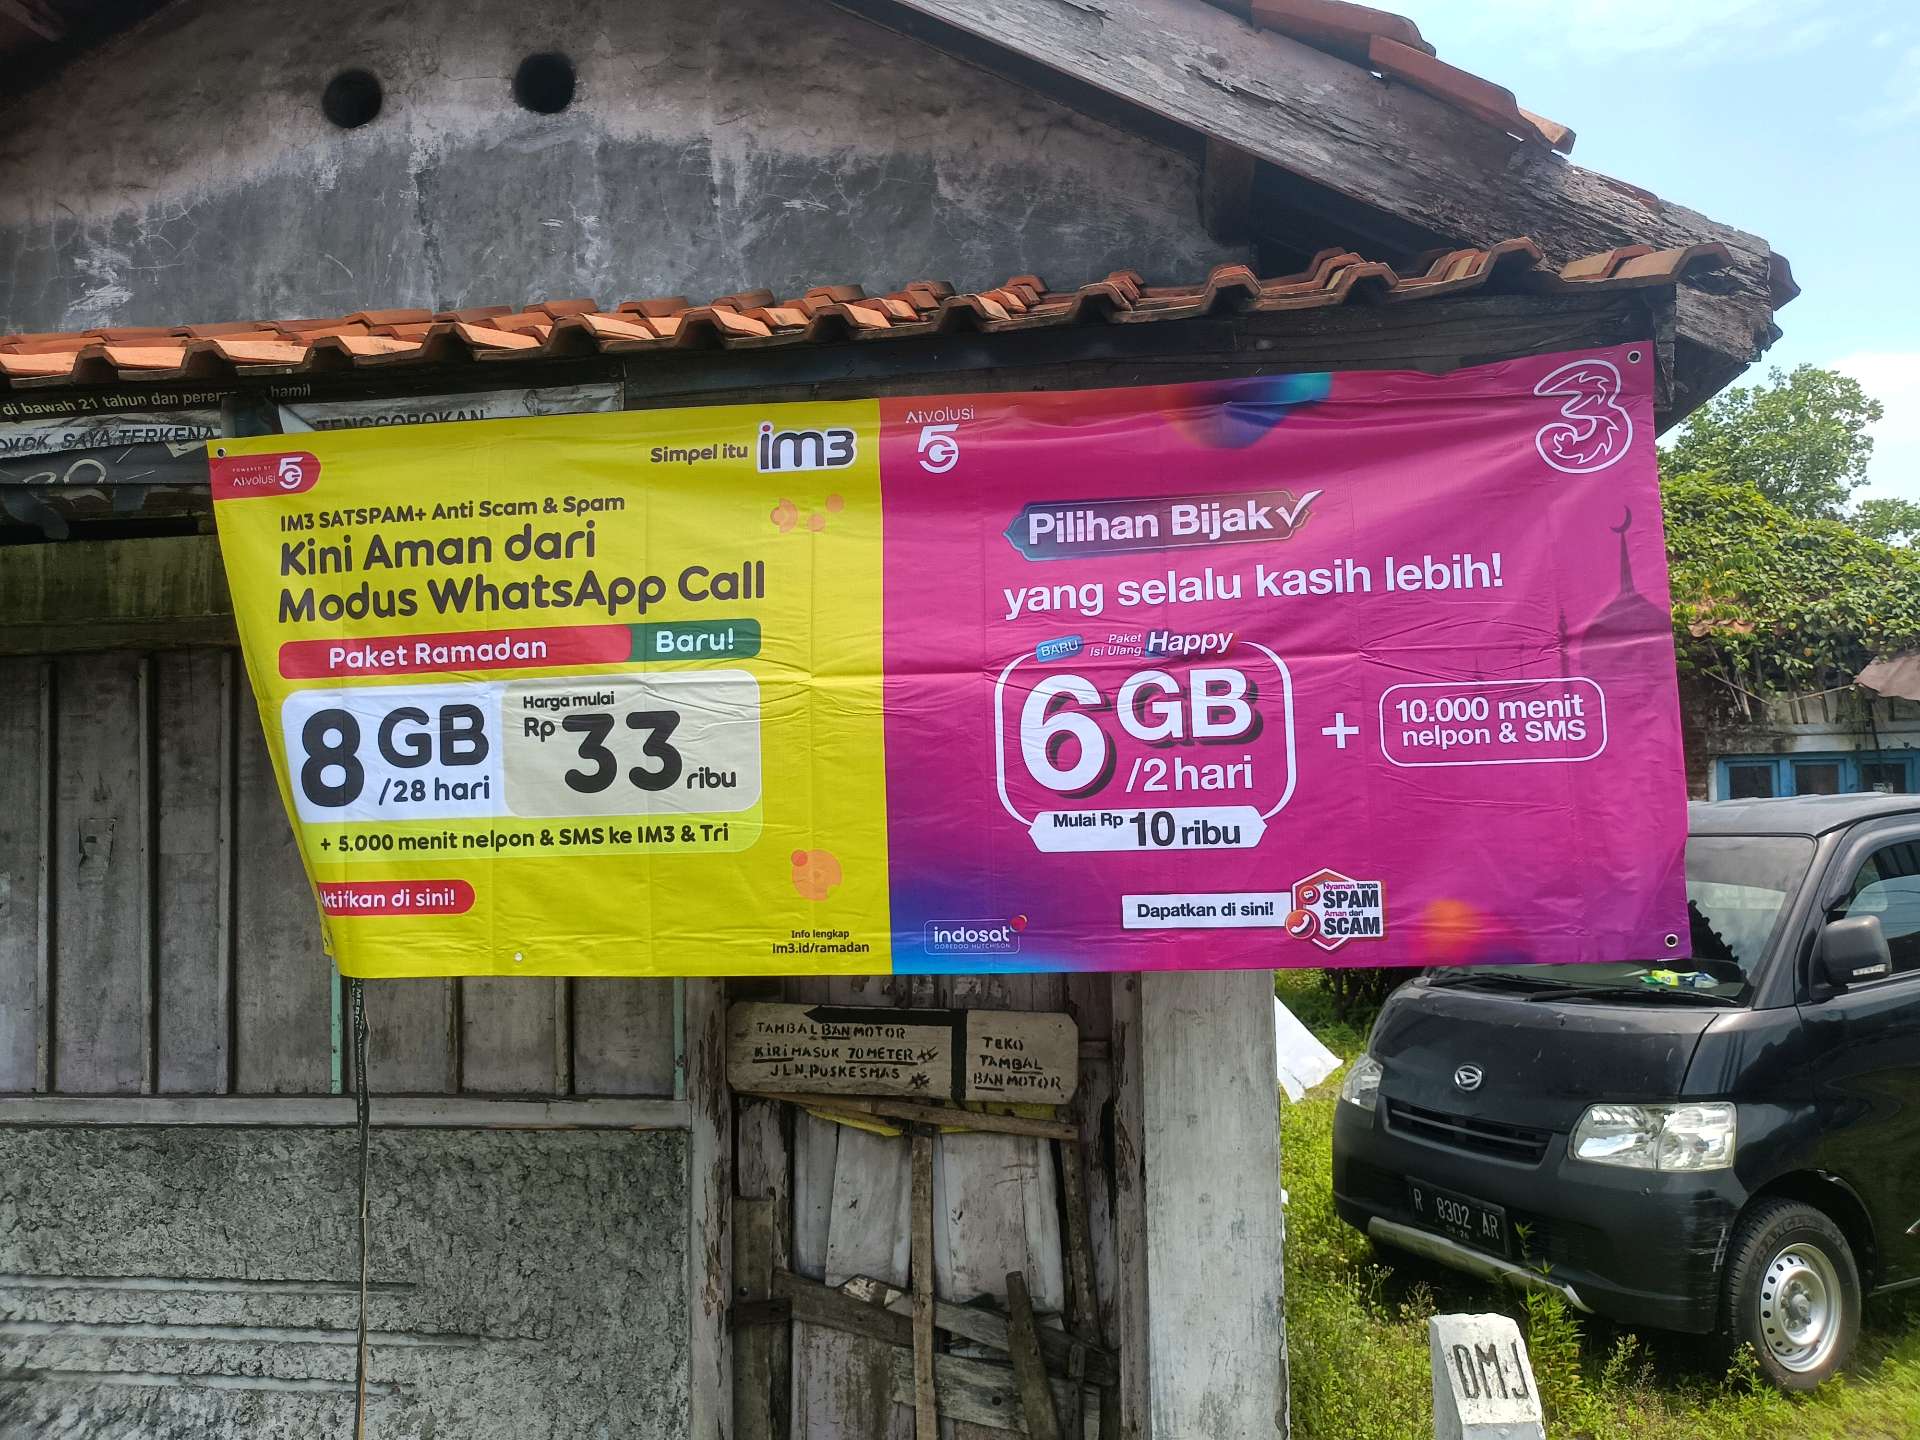 di bawah 21 tahun dan
hamil
TENGGOROKAN
SAYA TERKENA
POWERED BY
AIvolusi 5G
Simpel itu im3
IM3 SATSPAM+ Anti Scam & Spam
Kini Aman dari
Modus WhatsApp Call
Paket Ramadan Baru!
8 GB
/28 hari
Harga mulai
Rp 33 ribu
+ 5.000 menit nelpon & SMS ke IM3 & Tri
ktifkan di sini!
Info lengkap
im3.id/ramadan
AIvolusi
5G
3
Pilihan Bijak
yang selalu kasih lebih!
BARU Paket Isi Ulang Happy
6 GB
/2 hari
Mulai Rp 10 ribu
+
10.000 menit
nelpon & SMS
Dapatkan di sini!
Nyaman tanpa
SPAM
Aman dari
SCAM
indosat
OOREDOO HUTCHISON
TAMBAL BAN MOTOR
KIRI MASUK 70 METER
JLN. PUSKESMAS
TEKO
TAMBAL
BAN MOTOR
R 8302 AR
DMJ